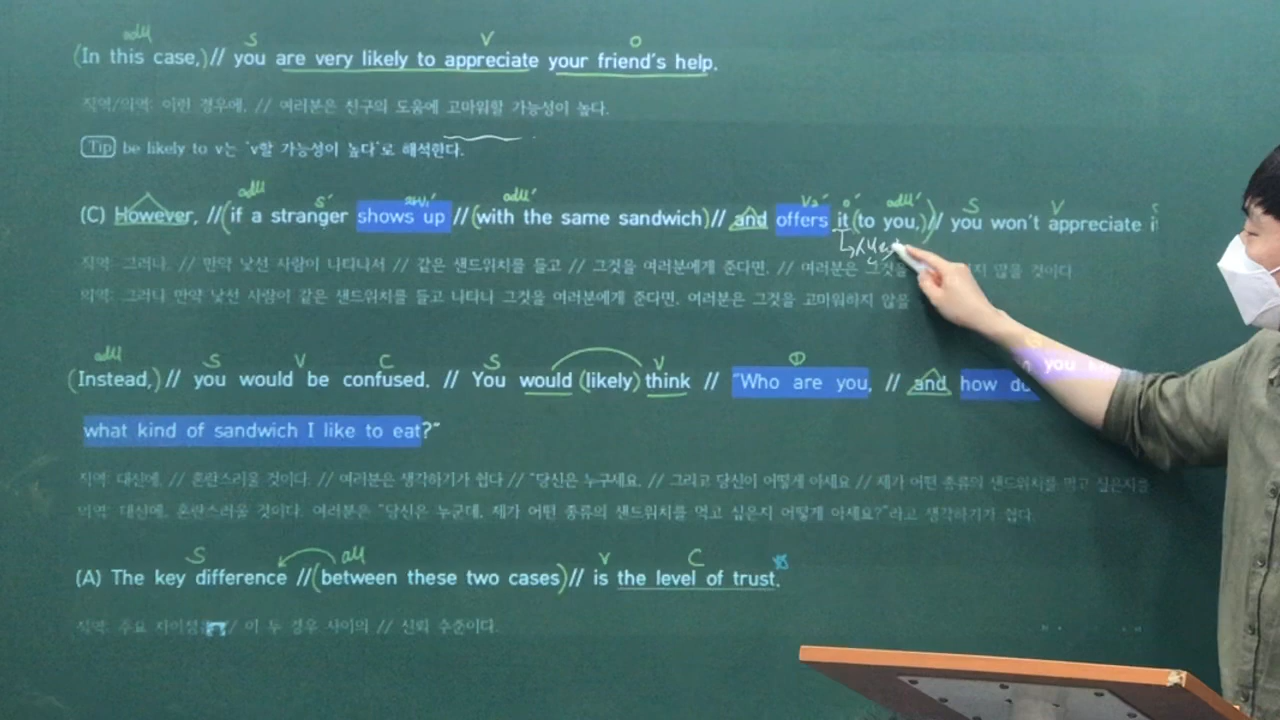 adV S V O
(In this case,) // you are very likely to appreciate your friend's help.
직역/의역: 이런 경우에, // 여러분은 친구의 도움에 고마워할 가능성이 높다.
Tip be likely to v는 'v할 가능성이 높다'로 해석한다.
adV S' adV' V₂' O' adV' S V
(C) However, // (if a stranger shows up // (with the same sandwich) // and offers it (to you,)) // you won't appreciate it
직역: 그러나, // 만약 낯선 사람이 나타나서 // 같은 샌드위치를 들고 // 그것을 여러분에게 준다면, // 여러분은 그것을 않을 것이다
의역: 그러나 만약 낯선 사람이 같은 샌드위치를 들고 나타나 그것을 여러분에게 준다면, 여러분은 그것을 고마워하지 않을
adV S V C S V ①
(Instead,) // you would be confused. // You would (likely) think // "Who are you, // and how do you
what kind of sandwich I like to eat?"
직역: 대신에, // 혼란스러울 것이다. // 여러분은 생각하기가 쉽다 // "당신은 누구세요, // 그리고 당신이 어떻게 아세요 // 제가 어떤 종류의 샌드위치를 먹고 싶은지를
의역: 대신에, 혼란스러울 것이다. 여러분은 "당신은 누군데, 제가 어떤 종류의 샌드위치를 먹고 싶은지 어떻게 아세요?"라고 생각하기가 쉽다.
S V C
(A) The key difference // (between these two cases) // is the level of trust.
직역: 주요 차이점은 // 이 두 경우 사이의 // 신뢰 수준이다.